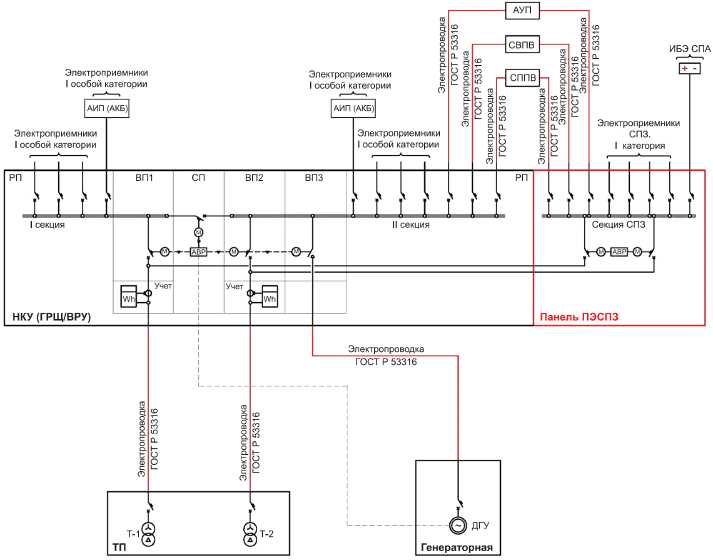 АУП
СВПВ
СППВ
ИБЭ СПА
+ -
Электропроводка
ГОСТ Р 53316
Электропроводка
ГОСТ Р 53316
Электропроводка
ГОСТ Р 53316
Электропроводка
ГОСТ Р 53316
Электропроводка
ГОСТ Р 53316
Электропроводка
ГОСТ Р 53316
Электроприемники
I особой категории
АИП (АКБ)
Электроприемники
I особой категории
Электроприемники
I особой категории
АИП (АКБ)
Электроприемники
I особой категории
Электроприемники
СПЗ.
I категория
РП
ВП1
СП
ВП2
ВП3
РП
I секция
II секция
Секция СПЗ
М
М
АВР
М
М
М
АВР
М
Учет
Wh
Учет
Wh
НКУ (ГРЩ/ВРУ)
Панель ПЭСПЗ
Электропроводка
ГОСТ Р 53316
Электропроводка
ГОСТ Р 53316
Электропроводка
ГОСТ Р 53316
Т-1
Т-2
ТП
ДГУ
Генераторная